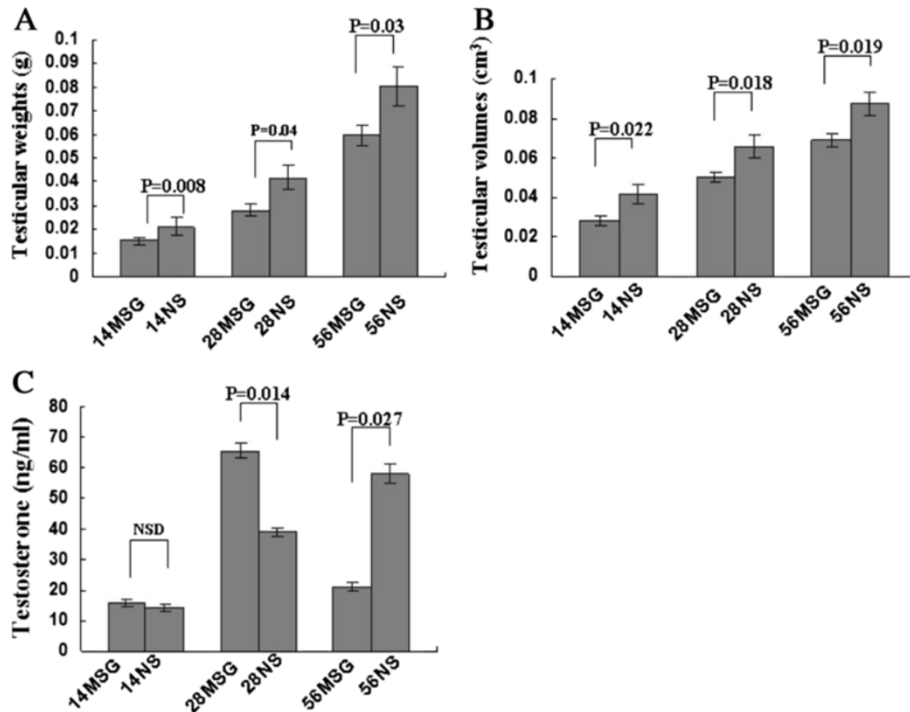 A
Testicular weights (g)
0.1
0.09
0.08
0.07
0.06
0.05
0.04
0.03
0.02
0.01
0
P=0.008
P=0.04
P=0.03
14MSG
14NS
28MSG
28NS
56MSG
56NS
B
Testicular volumes (cm³)
0.1
0.08
0.06
0.04
0.02
0
P=0.022
P=0.018
P=0.019
14MSG
14NS
28MSG
28NS
56MSG
56NS
C
Testosterone (ng/ml)
80
70
60
50
40
30
20
10
0
NSD
P=0.014
P=0.027
14MSG
14NS
28MSG
28NS
56MSG
56NS